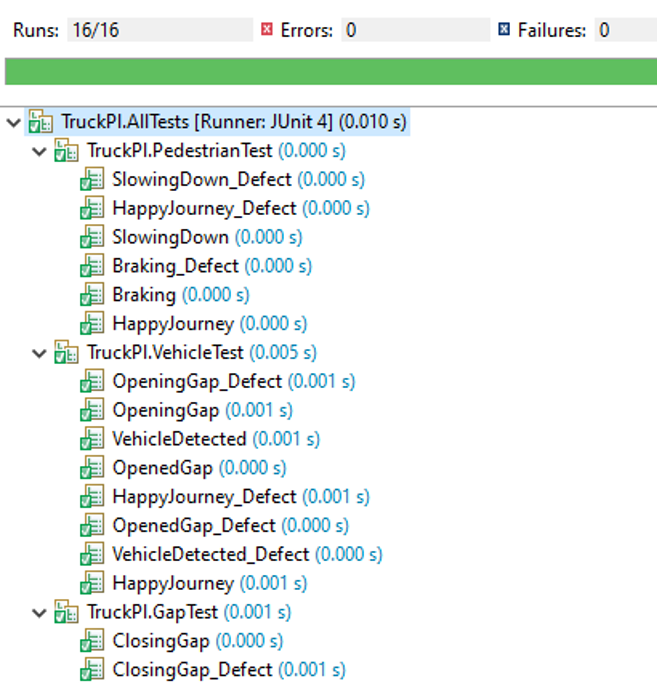 Runs: 16/16 Errors: 0 Failures: 0
TruckPI.AllTests [Runner: JUnit 4] (0.010 s)
TruckPI.PedestrianTest (0.000 s)
SlowingDown_Defect (0.000 s)
HappyJourney_Defect (0.000 s)
SlowingDown (0.000 s)
Braking_Defect (0.000 s)
Braking (0.000 s)
HappyJourney (0.000 s)
TruckPI.VehicleTest (0.005 s)
OpeningGap_Defect (0.001 s)
OpeningGap (0.001 s)
VehicleDetected (0.001 s)
OpenedGap (0.000 s)
HappyJourney_Defect (0.001 s)
OpenedGap_Defect (0.000 s)
VehicleDetected_Defect (0.000 s)
HappyJourney (0.001 s)
TruckPI.GapTest (0.001 s)
ClosingGap (0.000 s)
ClosingGap_Defect (0.001 s)